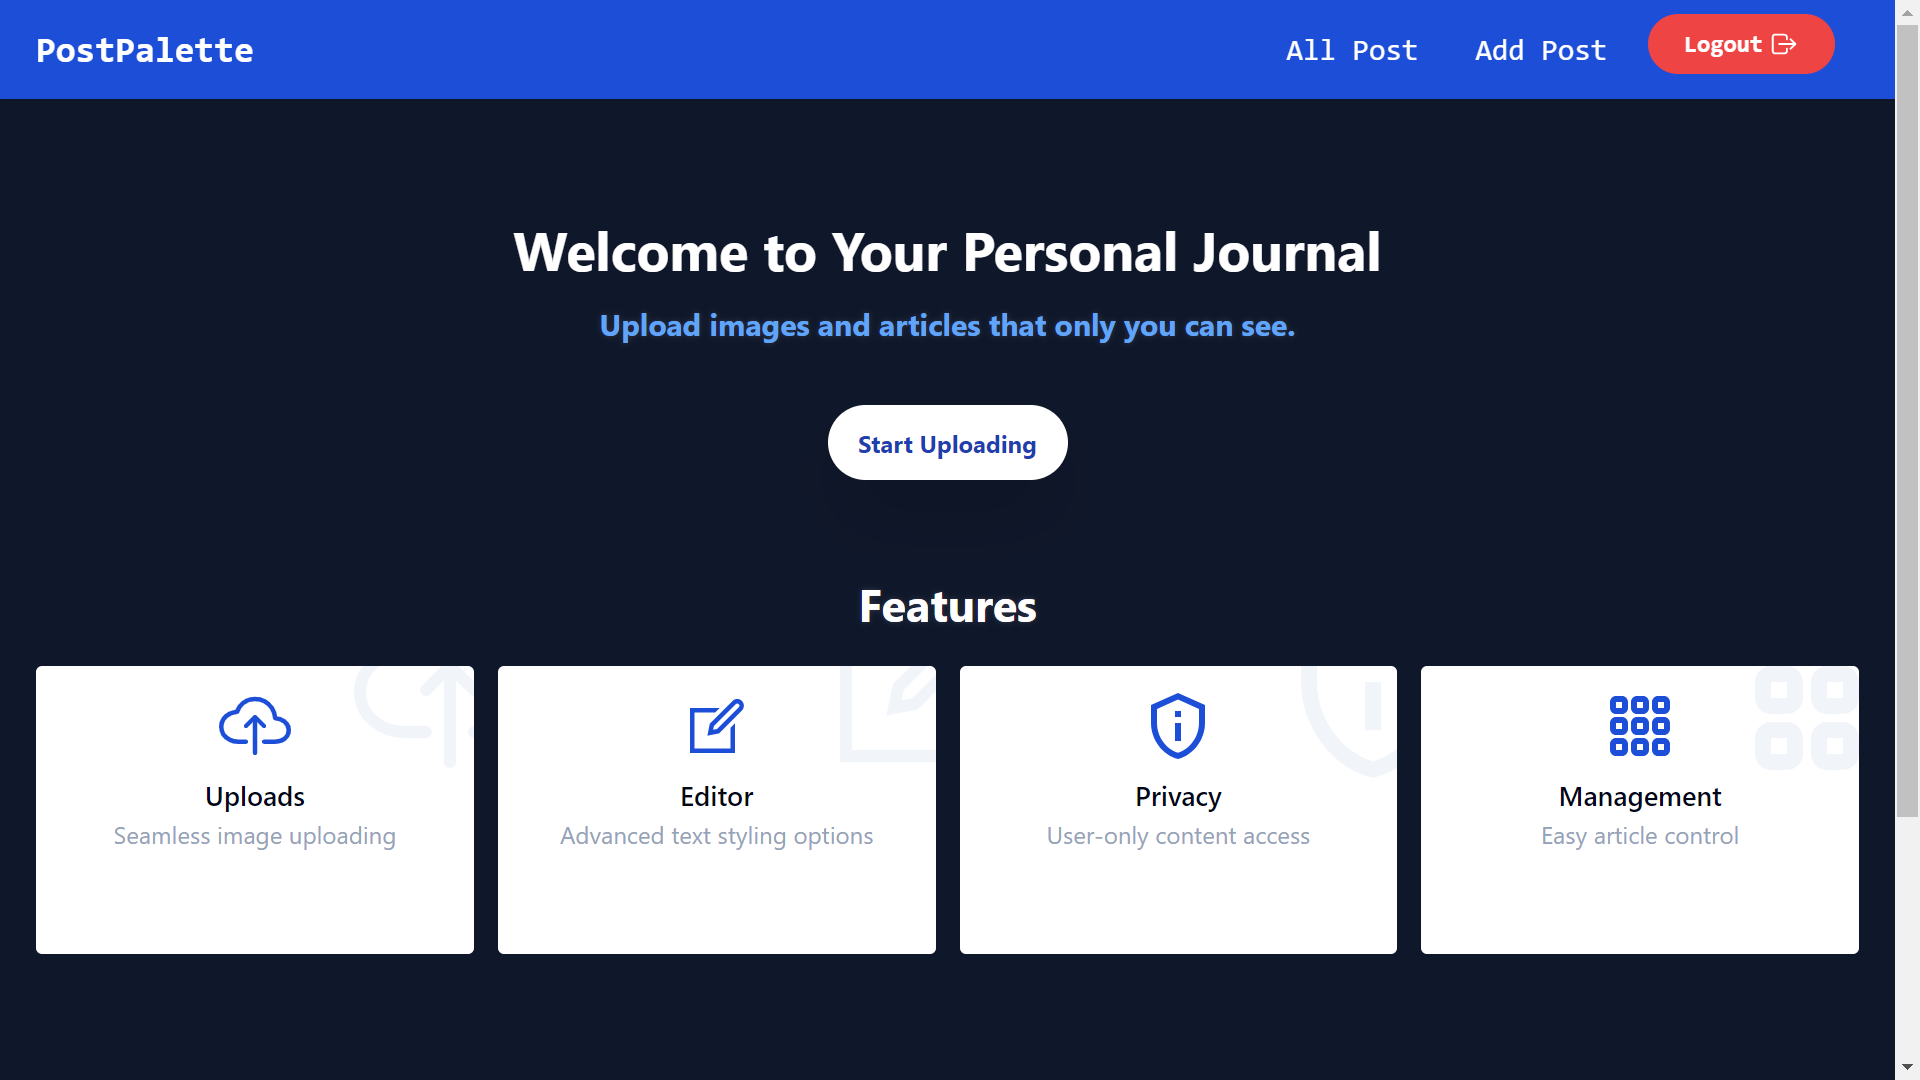 PostPalette
All Post
Add Post
Logout
Welcome to Your Personal Journal
Upload images and articles that only you can see.
Start Uploading
Features
Uploads
Seamless image uploading
Editor
Advanced text styling options
Privacy
User-only content access
Management
Easy article control